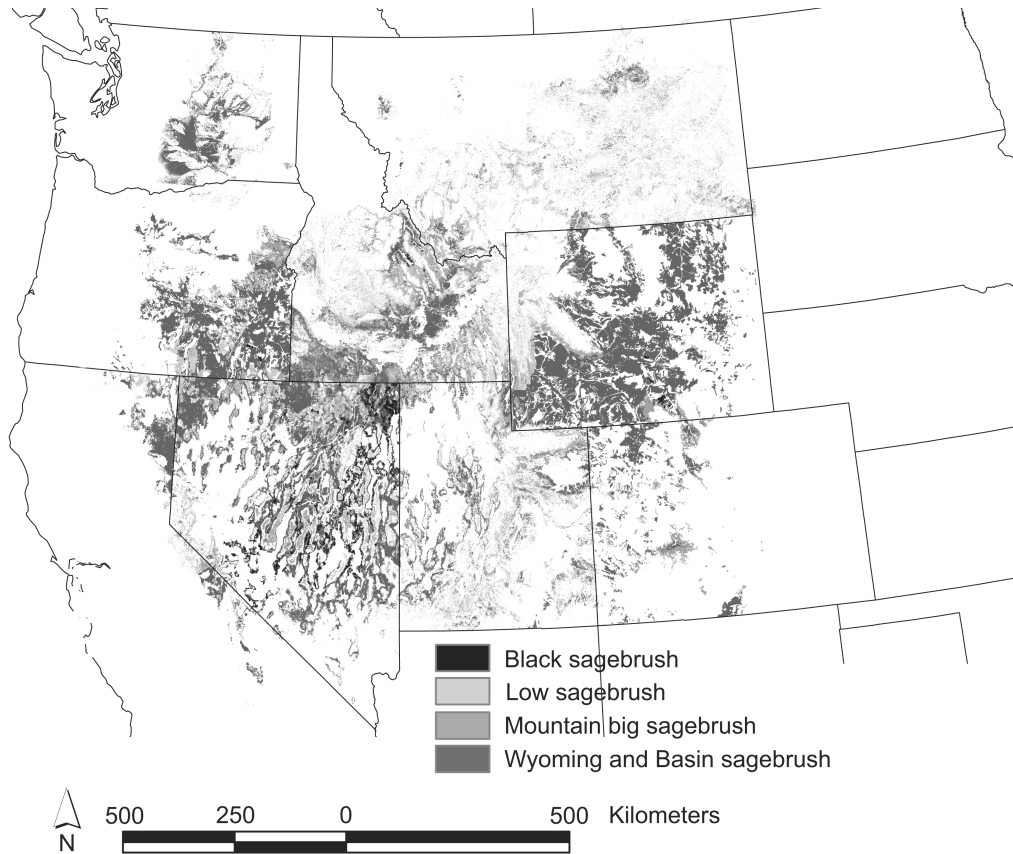 Black sagebrush
Low sagebrush
Mountain big sagebrush
Wyoming and Basin sagebrush
500 250 0 500 Kilometers
N